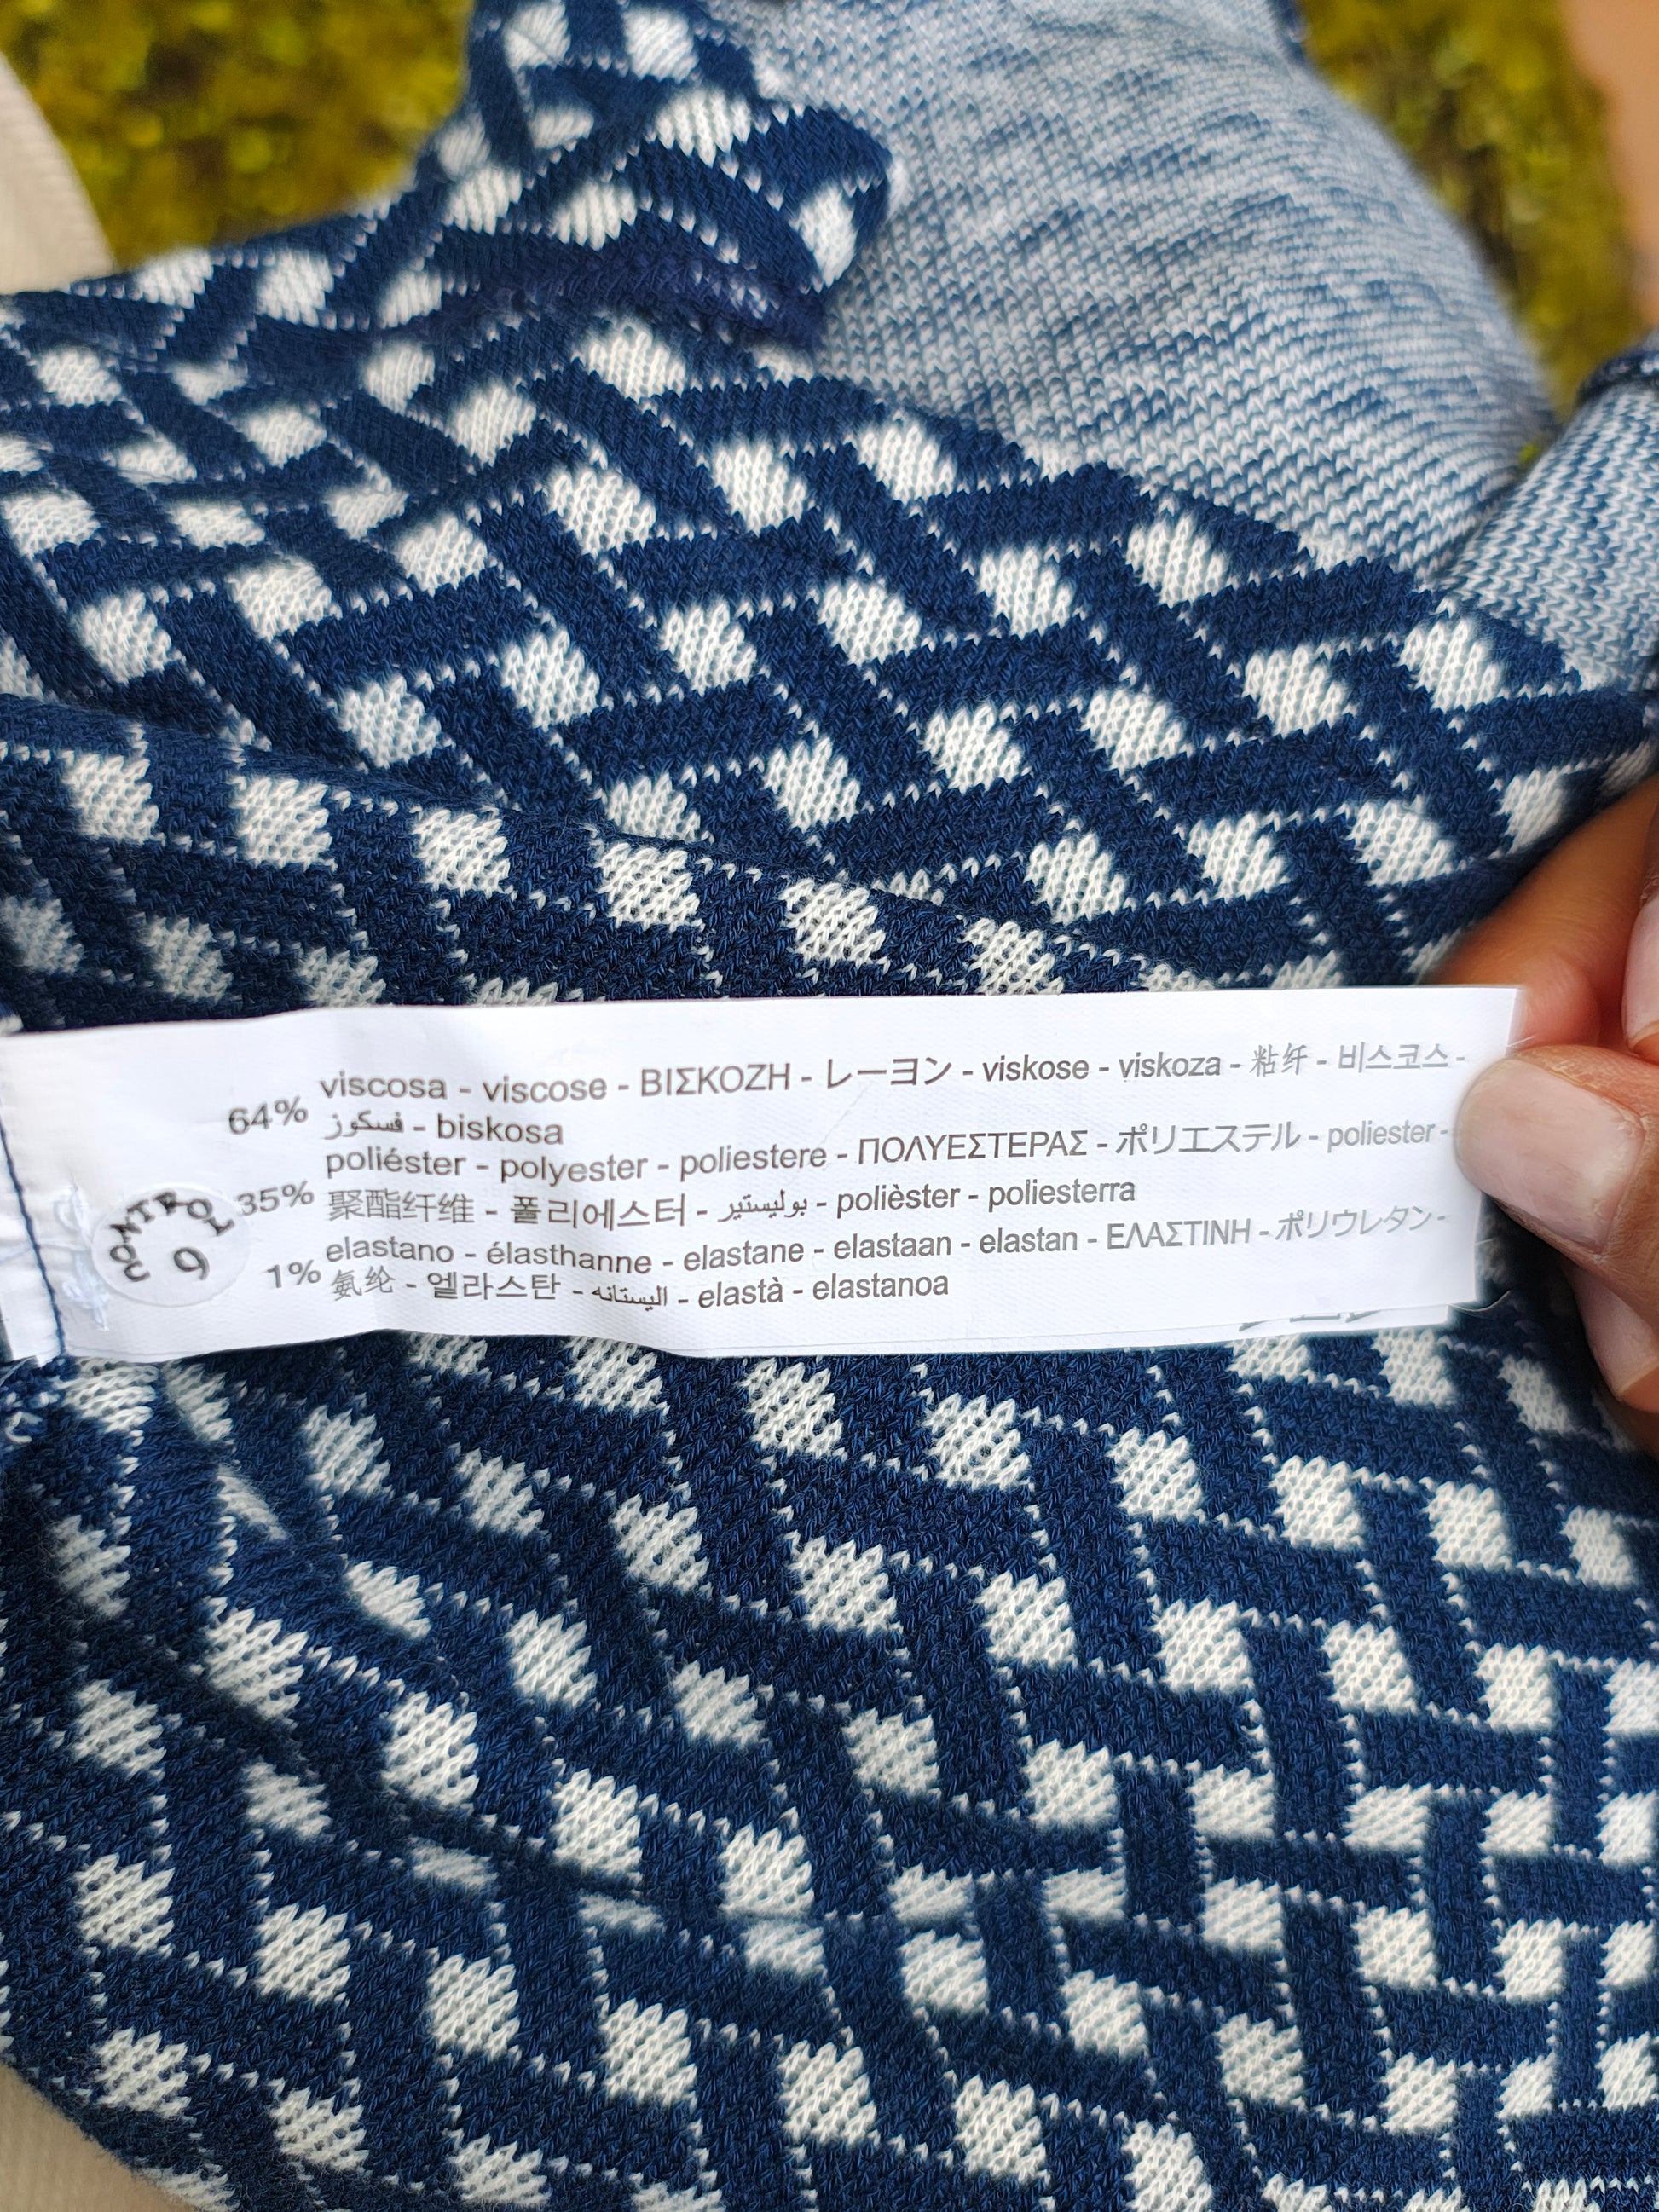 64% viscosa - viscose - ΒΙΣΚΟΖΗ - レーヨン - viskose - viskoza - 粘纤 - 비스코스 -
فسكوز - biskosa
poliéster - polyester - poliestere - ΠΟΛΥΕΣΤΕΡΑΣ - ポリエステル - poliester -
35% 聚酯纤维 - 폴리에스터 - بوليستير - polièster - poliesterra
elastano - élasthanne - elastane - elastaan - elastan - ΕΛΑΣΤΙΝΗ - ポリウレタン -
1% 氨纶 - 엘라스탄 - اليستانه - elastà - elastanoa
CONTROL
9